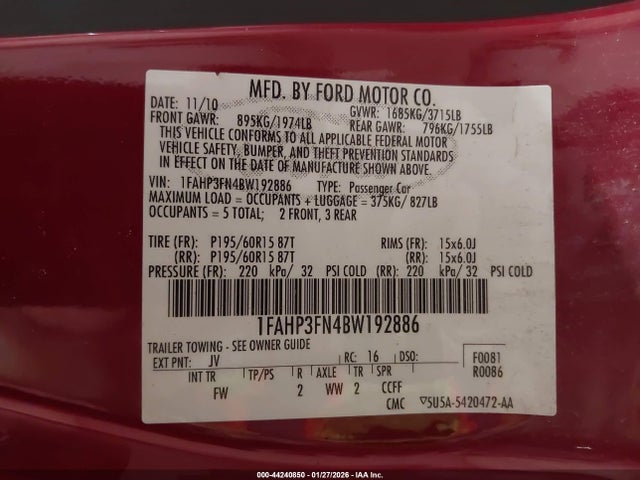 MFD. BY FORD MOTOR CO.
DATE: 11/10 GVWR: 1685KG/3715LB
FRONT GAWR: 895KG/1974LB REAR GAWR: 796KG/1755LB
THIS VEHICLE CONFORMS TO ALL APPLICABLE FEDERAL MOTOR
VEHICLE SAFETY, BUMPER, AND THEFT PREVENTION STANDARDS
IN EFFECT ON THE DATE OF MANUFACTURE SHOWN ABOVE.
VIN: 1FAHP3FN4BW192886 TYPE: Passenger Car
MAXIMUM LOAD = OCCUPANTS + LUGGAGE = 375KG/ 827LB
OCCUPANTS = 5 TOTAL; 2 FRONT, 3 REAR
TIRE (FR): P195/60R15 87T RIMS (FR): 15x6.0J
(RR): P195/60R15 87T (RR): 15x6.0J
PRESSURE (FR): 220 kPa/ 32 PSI COLD (RR): 220 kPa/ 32 PSI COLD
1FAHP3FN4BW192886
TRAILER TOWING - SEE OWNER GUIDE
EXT PNT: JV RC: 16 DSO: F0081
R0086
INT TR TP/PS R AXLE TR SPR
FW 2 WW 2 CCFF
CMC ▽5U5A-5420472-AA
000-44240850 | 01/27/2026 | IAA Inc.